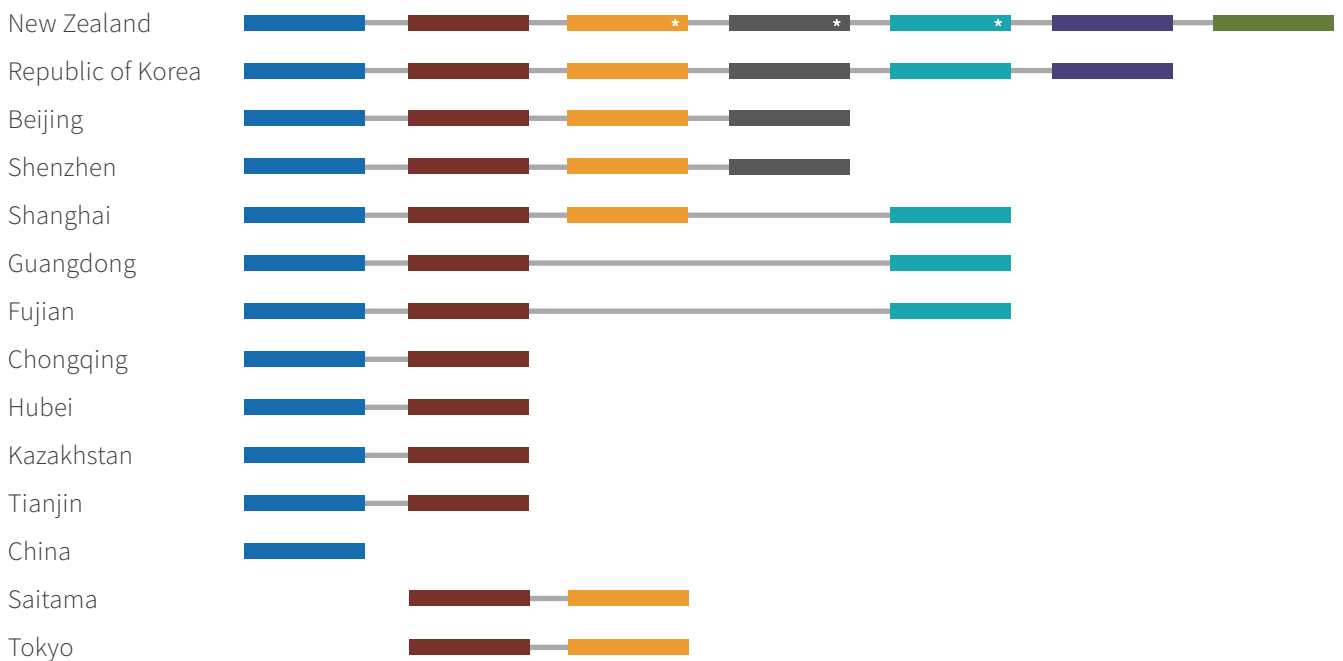 New Zealand * * *
Republic of Korea
Beijing
Shenzhen
Shanghai
Guangdong
Fujian
Chongqing
Hubei
Kazakhstan
Tianjin
China
Saitama
Tokyo